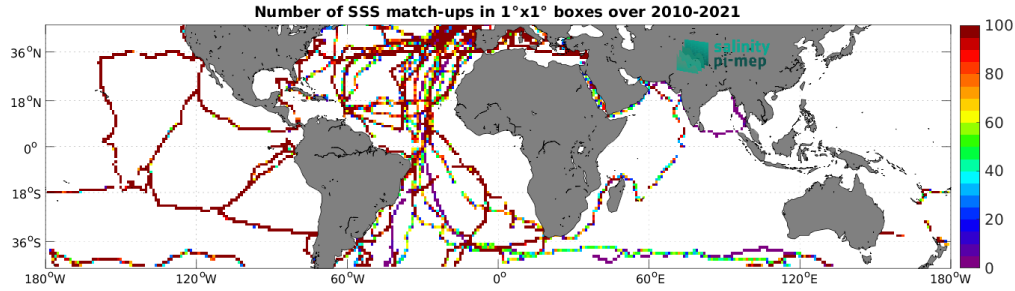 Number of SSS match-ups in 1°x1° boxes over 2010-2021
salinity
pi-mep
36°N
18°N
0°
18°S
36°S
180°W
120°W
60°W
0°
60°E
120°E
180°W
100
80
60
40
20
0